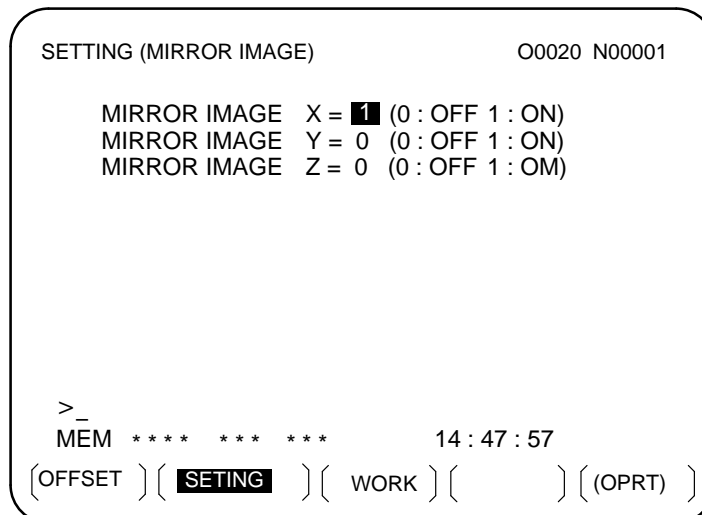 SETTING (MIRROR IMAGE) O0020 N00001
MIRROR IMAGE X = 1 (0 : OFF 1 : ON)
MIRROR IMAGE Y = 0 (0 : OFF 1 : ON)
MIRROR IMAGE Z = 0 (0 : OFF 1 : OM)
>_
MEM **** *** *** 14 : 47 : 57
[OFFSET ] [ SETING ] [ WORK ] [ ] [ (OPRT) ]